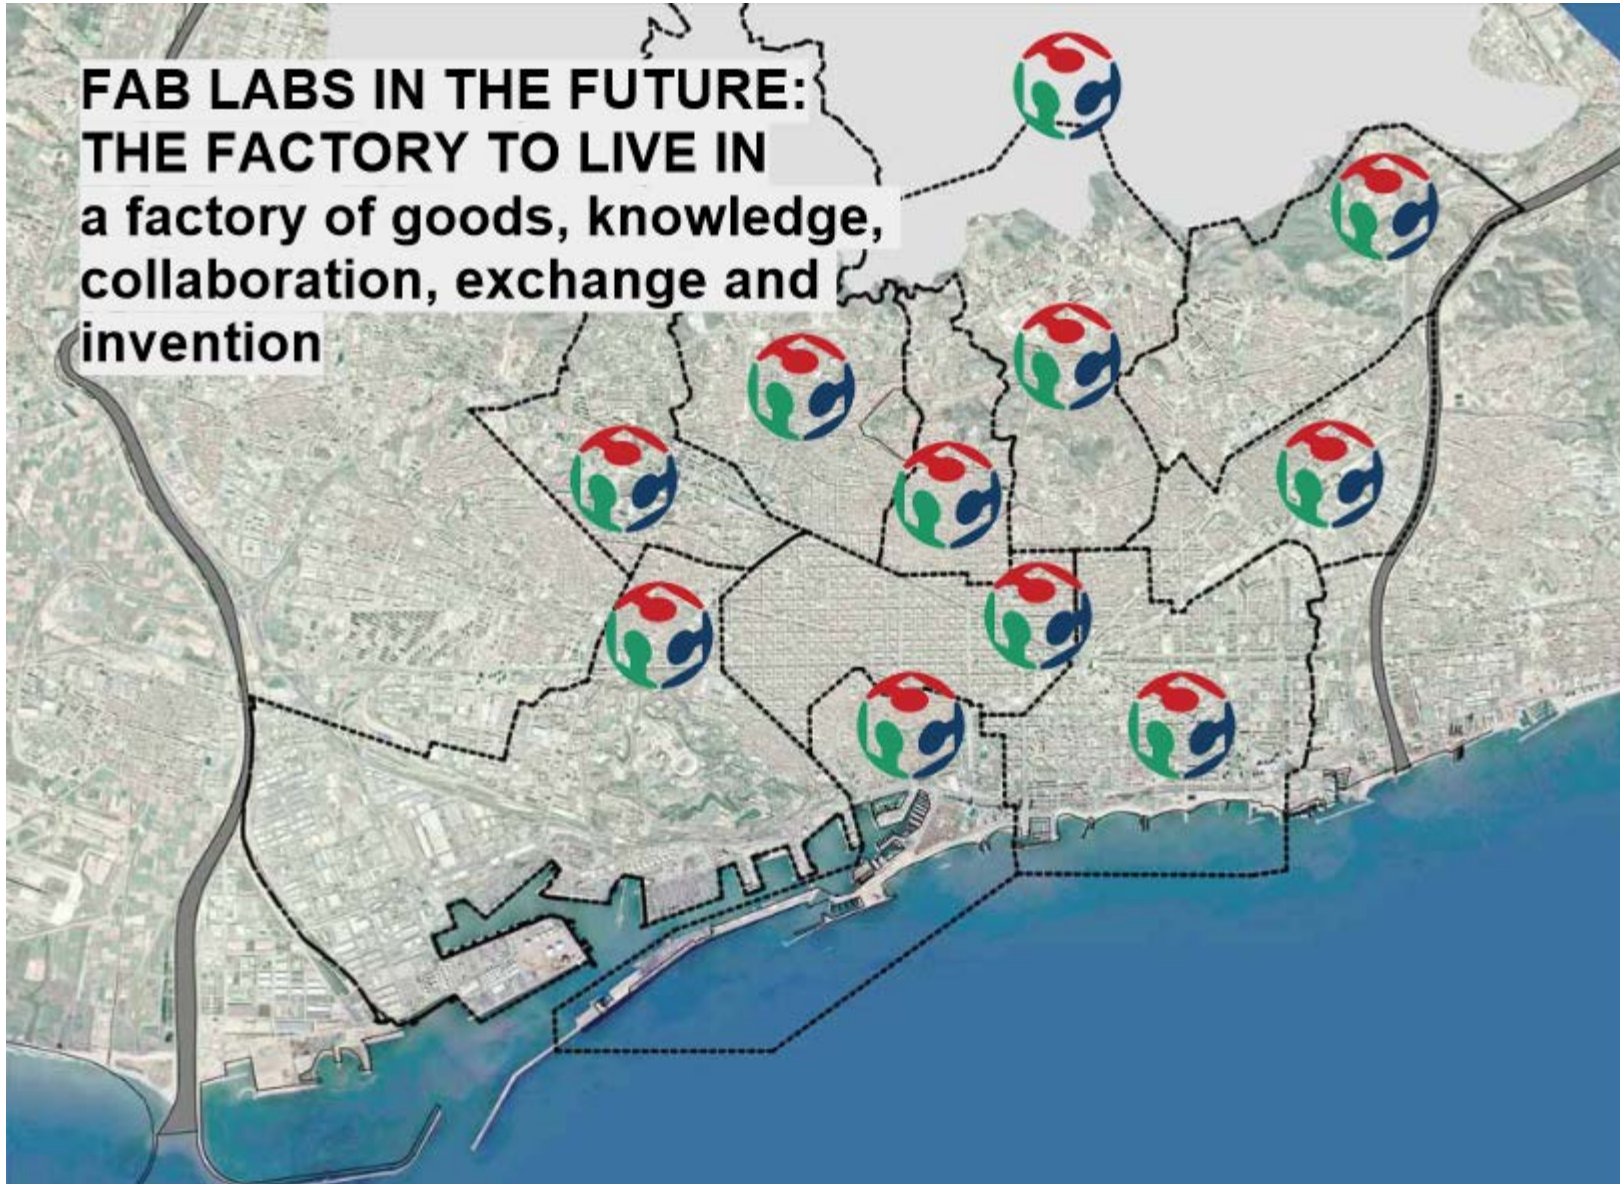 FAB LABS IN THE FUTURE:
THE FACTORY TO LIVE IN
a factory of goods, knowledge,
collaboration, exchange and
invention